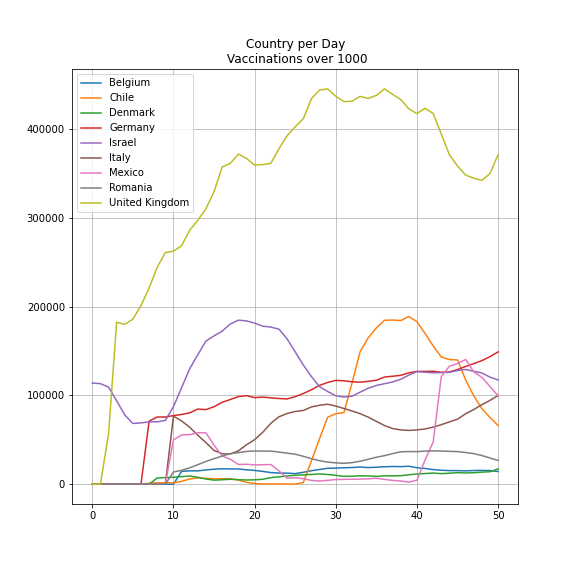 Country per Day
Vaccinations over 1000
Belgium
Chile
Denmark
Germany
Israel
Italy
Mexico
Romania
United Kingdom
400000
300000
200000
100000
0
0 10 20 30 40 50